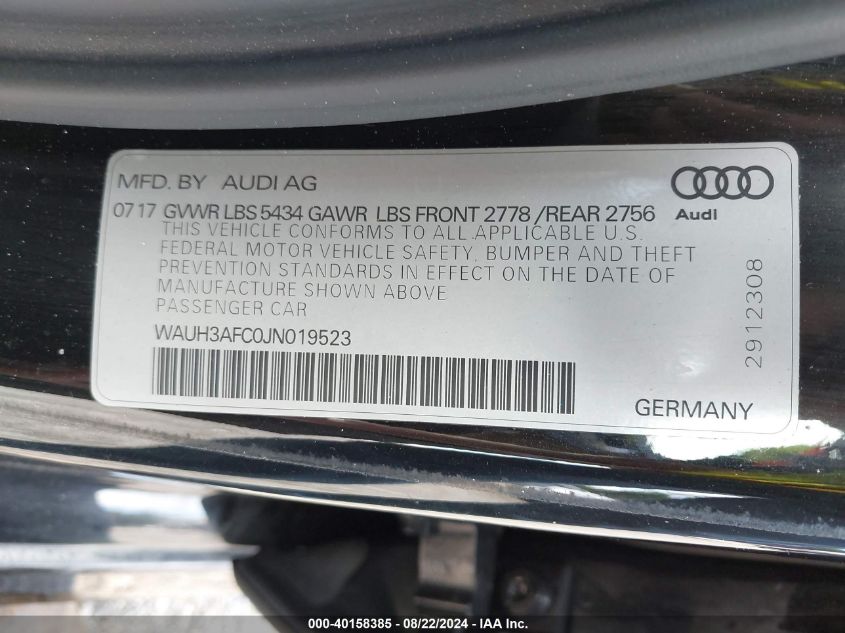 MFD. BY AUDI AG
07 17 GVWR LBS 5434 GAWR LBS FRONT 2778 /REAR 2756
Audi
THIS VEHICLE CONFORMS TO ALL APPLICABLE U.S.
FEDERAL MOTOR VEHICLE SAFETY, BUMPER AND THEFT
PREVENTION STANDARDS IN EFFECT ON THE DATE OF
MANUFACTURE SHOWN ABOVE
PASSENGER CAR
WAUH3AFC0JN019523
2912308
GERMANY
000-40158385 - 08/22/2024 - IAA Inc.